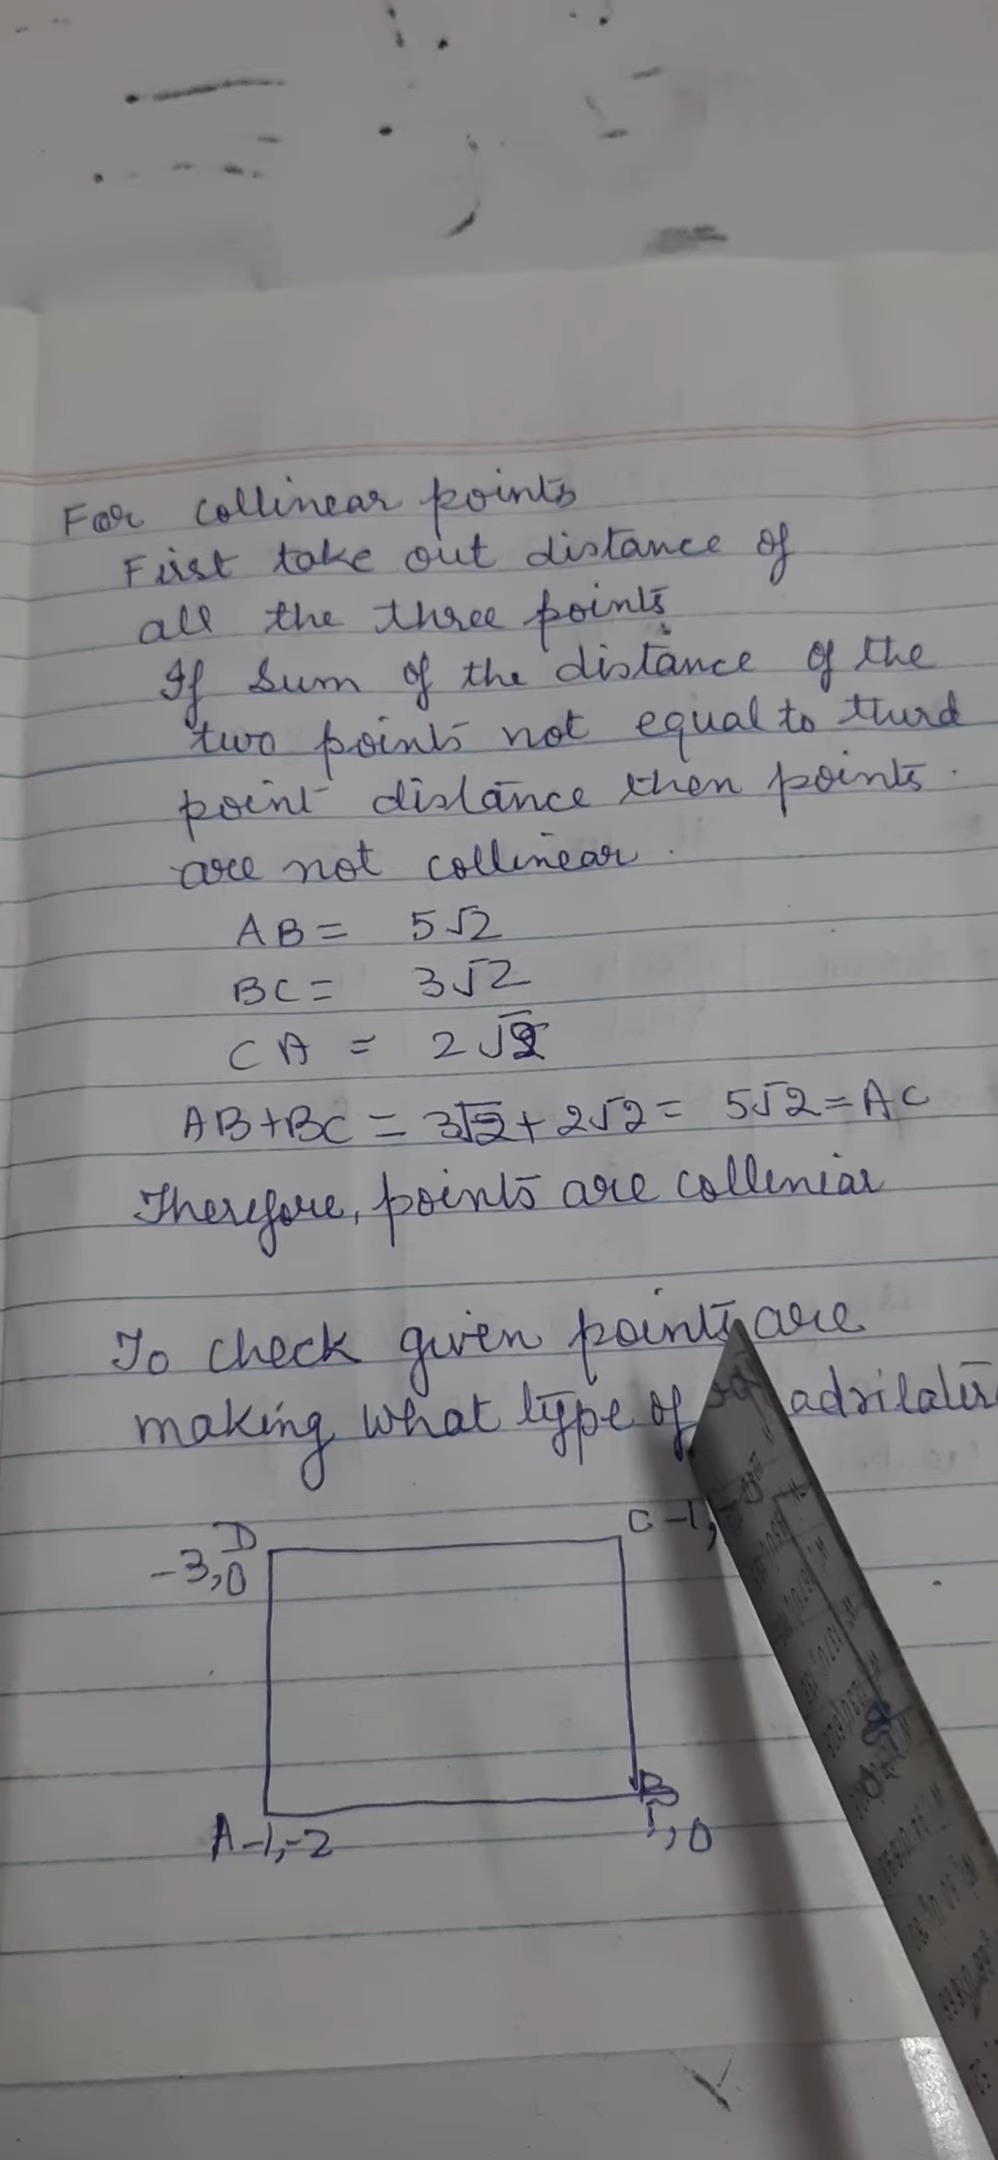 For collinear points
First take out distance of
all the three points
If Sum of the distance of the
two points not equal to third
point distance then points
are not collinear.
AB = 5√2
BC = 3√2
CA = 2√2
AB+BC = 3√2 + 2√2 = 5√2 = AC
Therefore, points are colleniar
To check given points are
making what type of adrilater
D
C -1,
-3,0
A -1,-2
B
1,0